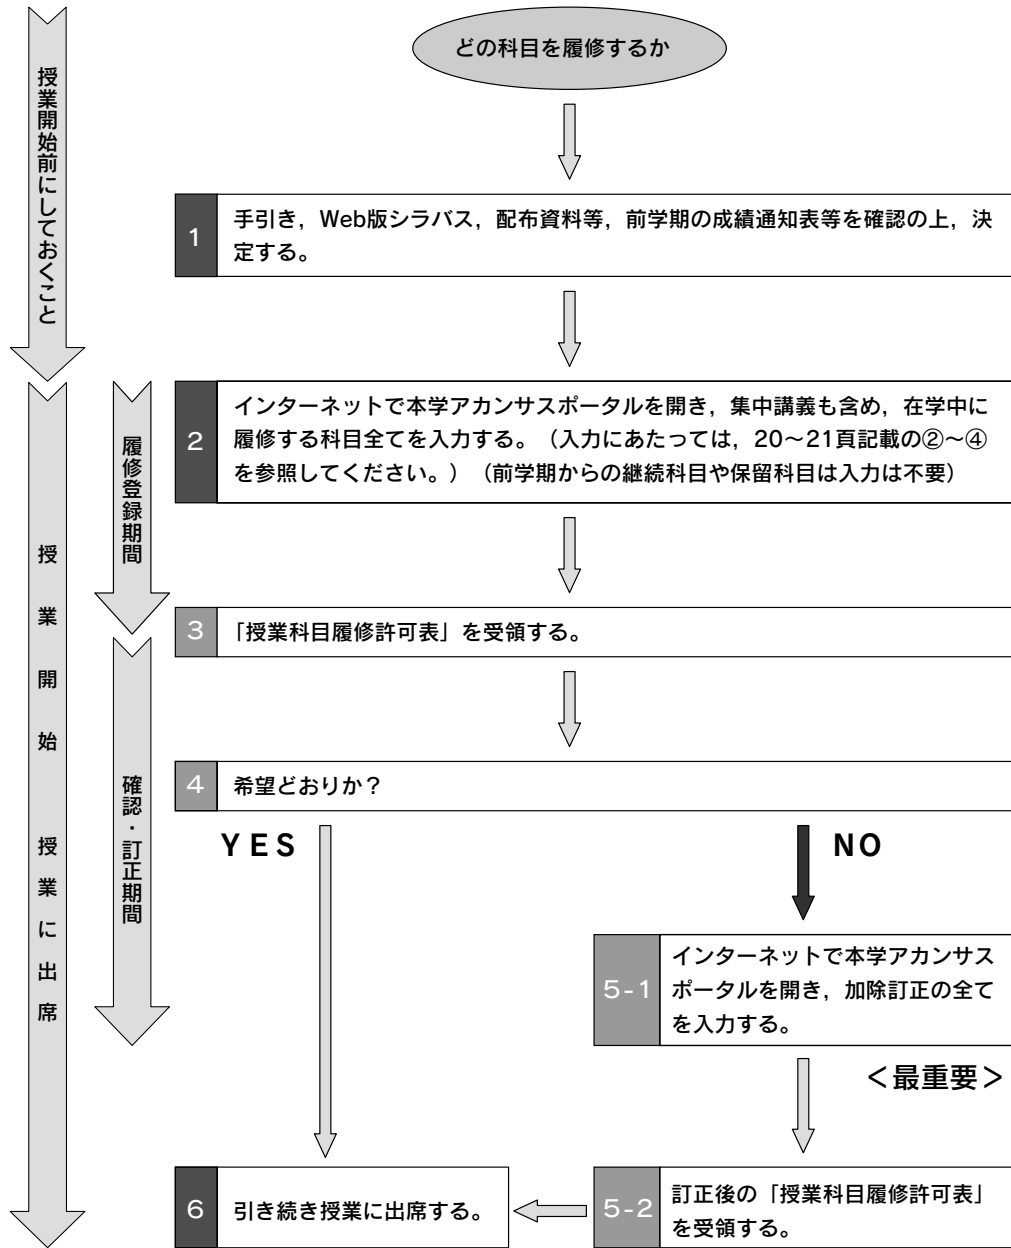 どの科目を履修するか
授業開始前にしておくこと
1
手引き，Web版シラバス，配布資料等，前学期の成績通知表等を確認の上，決
定する。
授業開始　授業に出席
履修登録期間
2
インターネットで本学アカンサスポータルを開き，集中講義も含め，在学中に
履修する科目全てを入力する。（入力にあたっては，20〜21頁記載の②〜④
を参照してください。）（前学期からの継続科目や保留科目は入力は不要）
3
「授業科目履修許可表」を受領する。
確認・訂正期間
4
希望どおりか？
YES
NO
5-1
インターネットで本学アカンサス
ポータルを開き，加除訂正の全て
を入力する。
＜最重要＞
5-2
訂正後の「授業科目履修許可表」
を受領する。
6
引き続き授業に出席する。